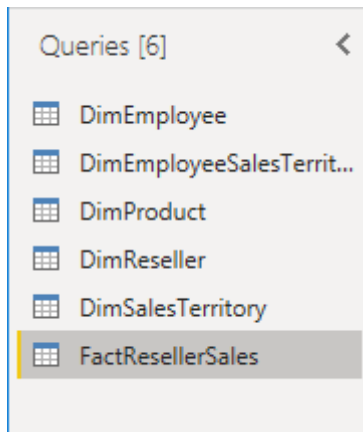 Queries [6]
DimEmployee
DimEmployeeSalesTerrit...
DimProduct
DimReseller
DimSalesTerritory
FactResellerSales